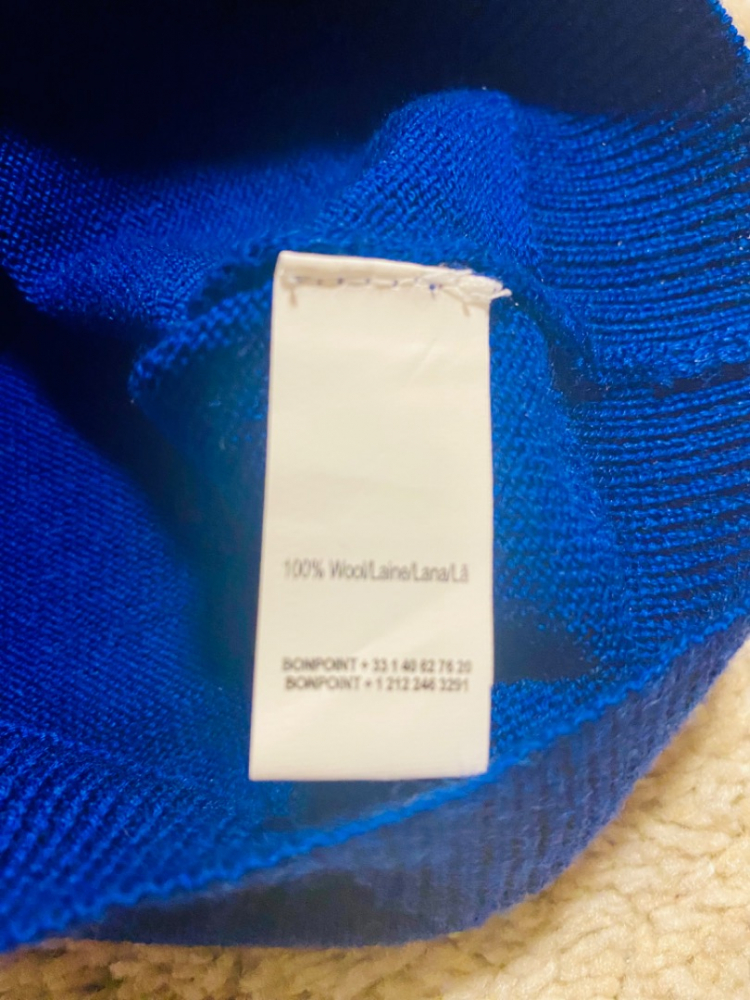 100% Wool/Laine/Lana/Lã
BONPOINT + 33 1 40 62 76 20
BONPOINT + 1 212 246 3291